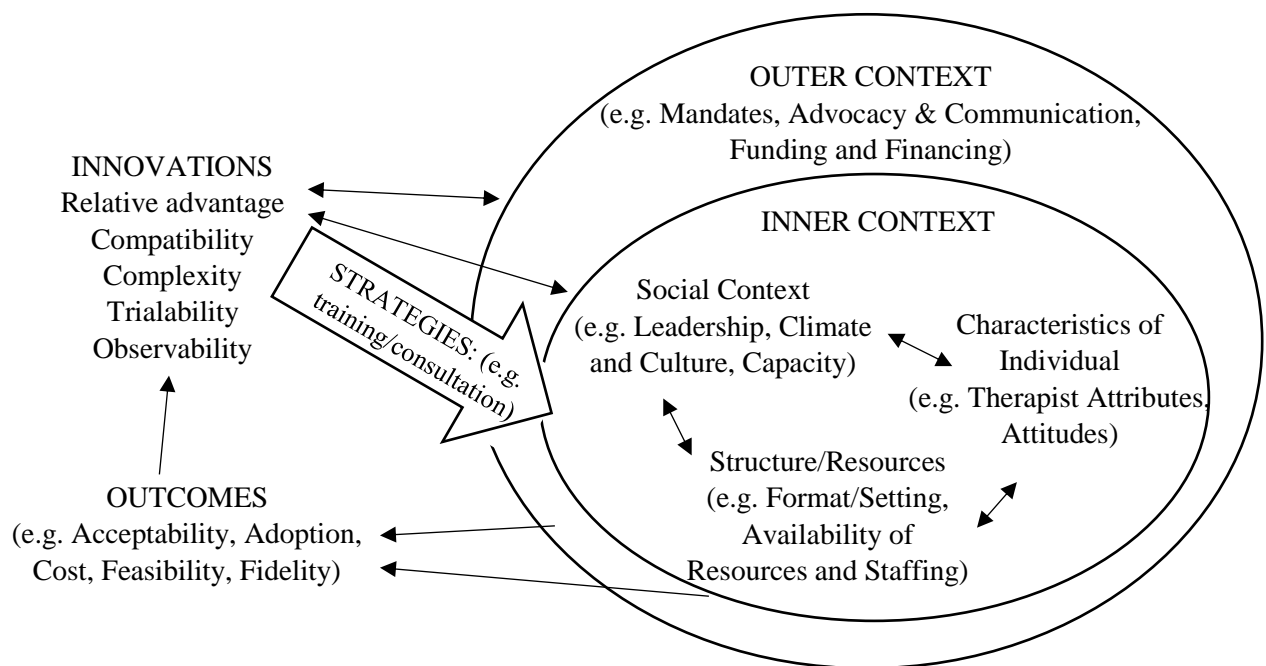 OUTER CONTEXT
(e.g. Mandates, Advocacy & Communication,
Funding and Financing)
INNOVATIONS
Relative advantage
Compatibility
Complexity
Trialability
Observability
STRATEGIES: (e.g.
training/consultation)
INNER CONTEXT
Social Context
(e.g. Leadership, Climate
and Culture, Capacity)
Characteristics of
Individual
(e.g. Therapist Attributes,
Attitudes)
Structure/Resources
(e.g. Format/Setting,
Availability of
Resources and Staffing)
OUTCOMES
(e.g. Acceptability, Adoption,
Cost, Feasibility, Fidelity)